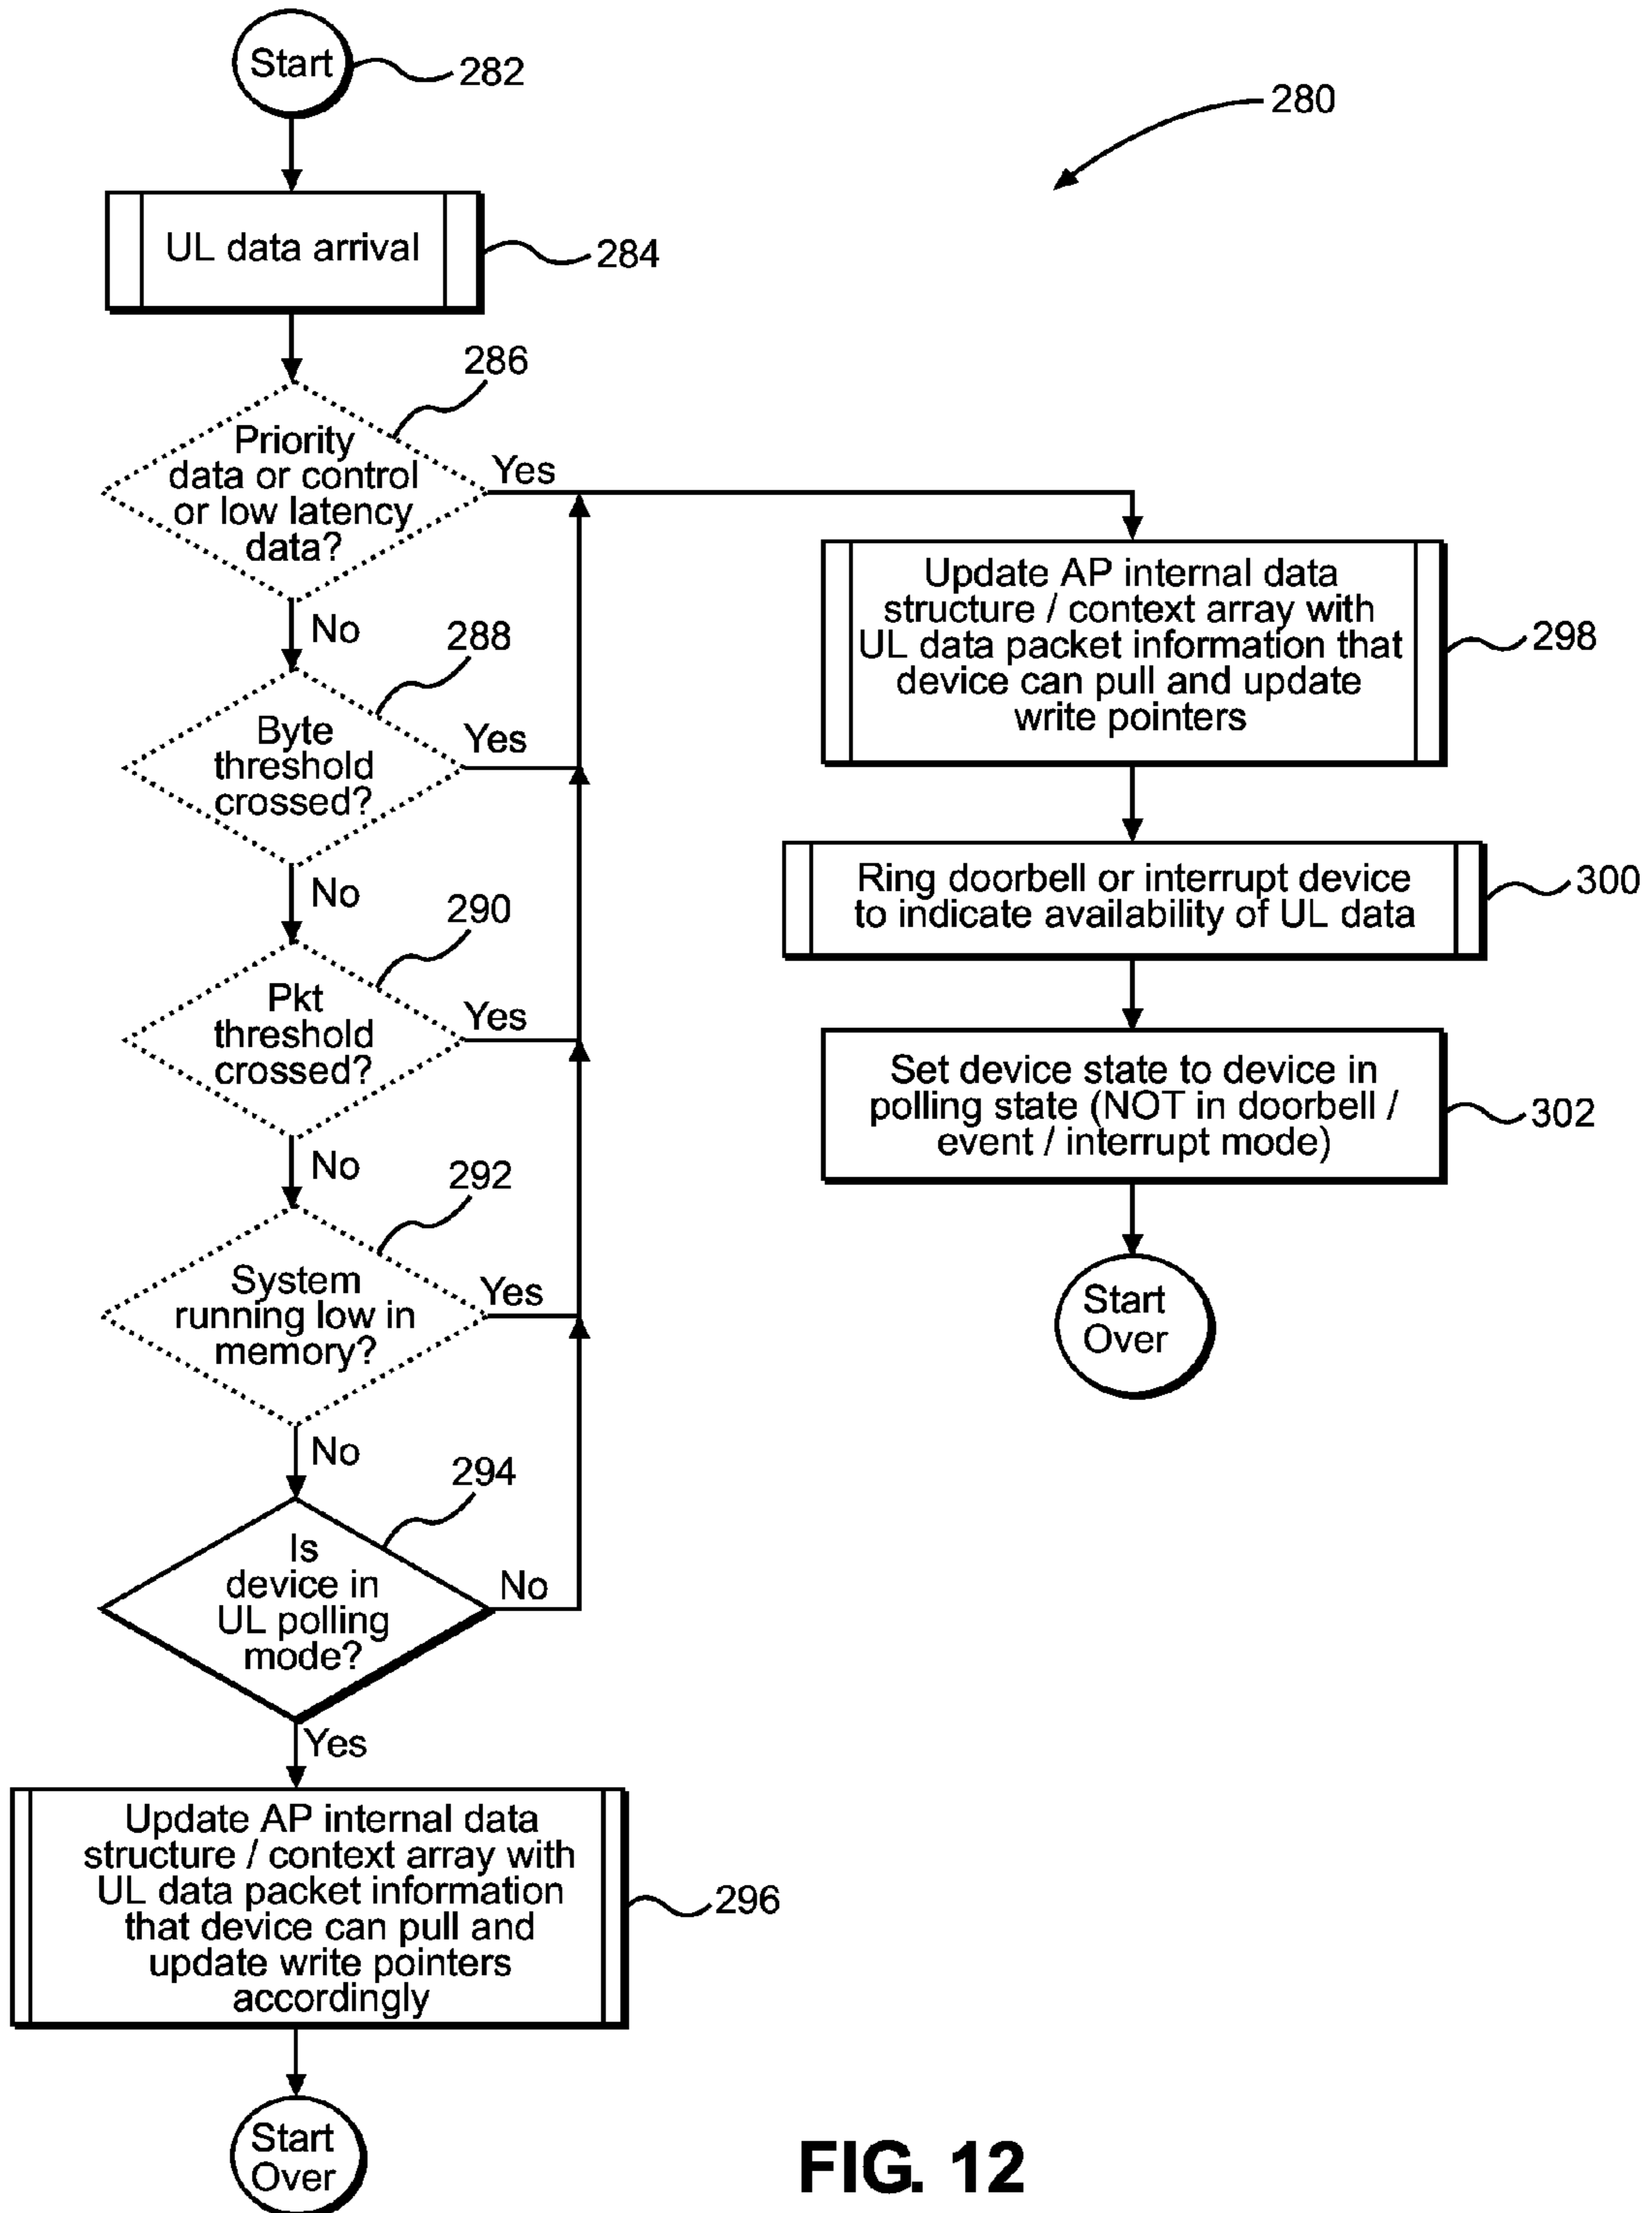 Start
282
280
UL data arrival
284
286
Priority
data or control
or low latency
data?
Yes
No
288
Byte
threshold
crossed?
Yes
No
290
Pkt
threshold
crossed?
Yes
No
292
System
running low in
memory?
Yes
No
294
Is
device in
UL polling
mode?
No
Yes
Update AP internal data
structure / context array with
UL data packet information
that device can pull and
update write pointers
accordingly
296
Start
Over
Update AP internal data
structure / context array with
UL data packet information that
device can pull and update
write pointers
298
Ring doorbell or interrupt device
to indicate availability of UL data
300
Set device state to device in
polling state (NOT in doorbell /
event / interrupt mode)
302
Start
Over
FIG. 12